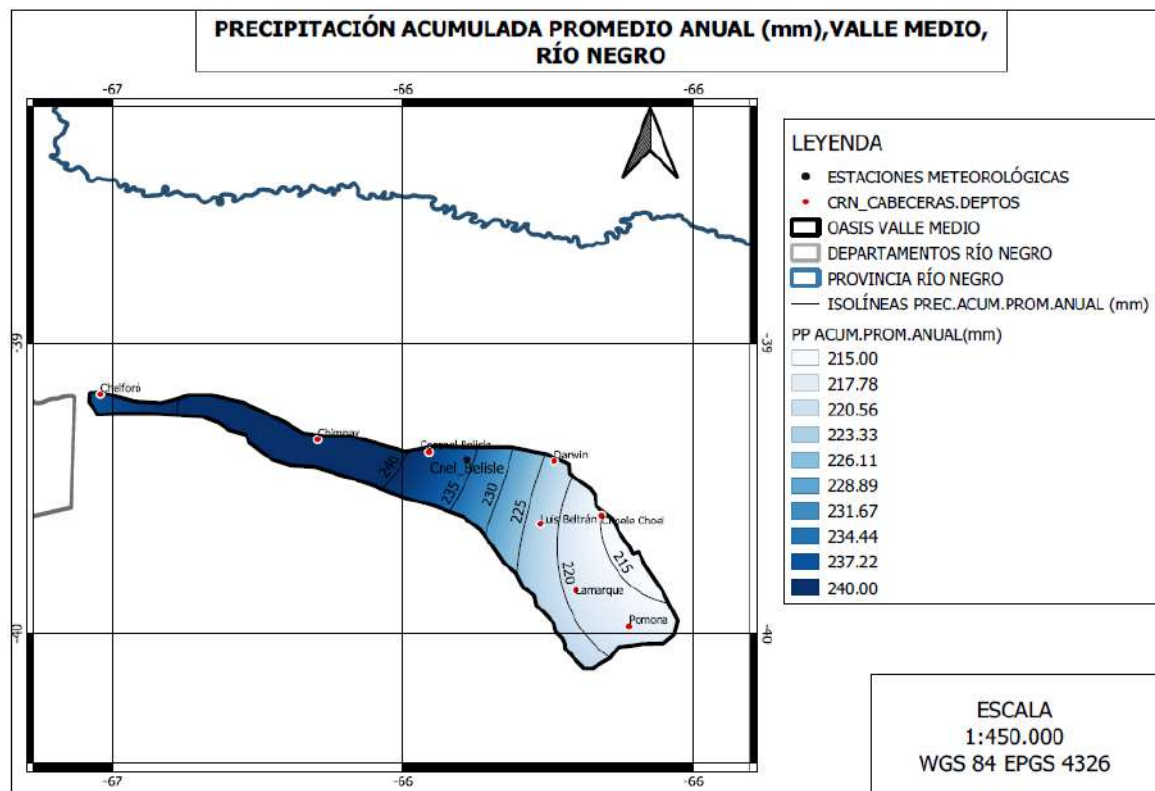 PRECIPITACIÓN ACUMULADA PROMEDIO ANUAL (mm),VALLE MEDIO,
RÍO NEGRO
-67
-66
-66
-39
-39
Chelforó
Chimpay
Coronel Belisle
Cnel_Belisle
Darwin
Luis Beltrán
Choele Choel
Lamarque
Pomona
240
235
230
225
220
215
-40
-40
-67
-66
-66
LEYENDA
ESTACIONES METEOROLÓGICAS
CRN_CABECERAS.DEPTOS
OASIS VALLE MEDIO
DEPARTAMENTOS RÍO NEGRO
PROVINCIA RÍO NEGRO
ISOLÍNEAS PREC.ACUM.PROM.ANUAL (mm)
PP ACUM.PROM.ANUAL(mm)
215.00
217.78
220.56
223.33
226.11
228.89
231.67
234.44
237.22
240.00
ESCALA
1:450.000
WGS 84 EPGS 4326